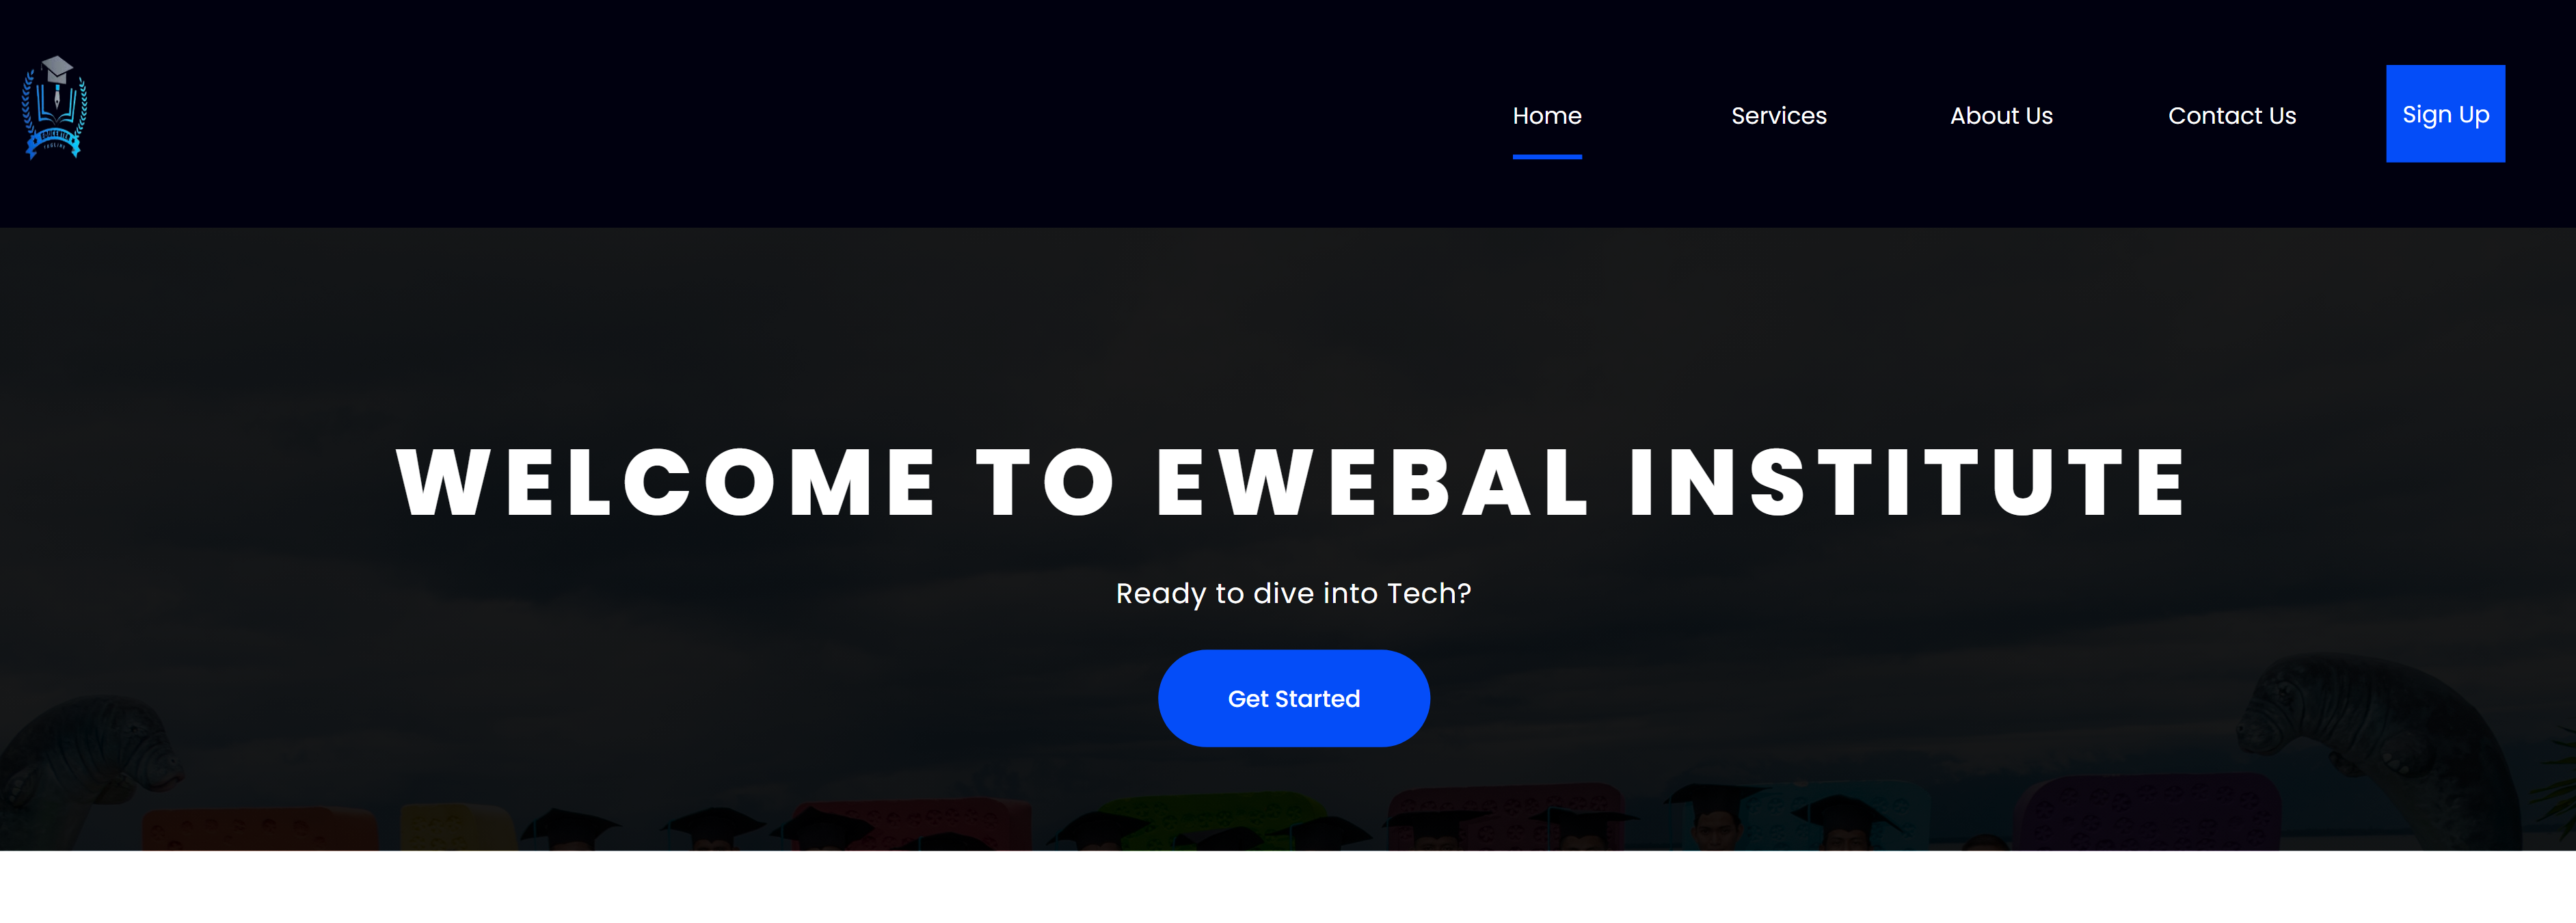 Home
Services
About Us
Contact Us
Sign Up
WELCOME TO EWEBAL INSTITUTE
Ready to dive into Tech?
Get Started